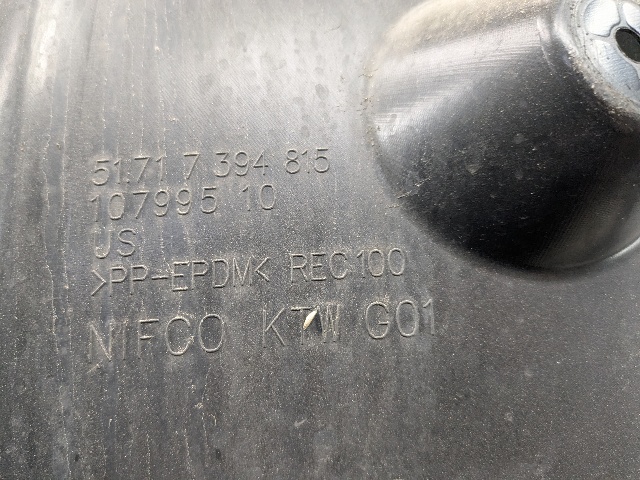 51.71 7 394 815
107995 10
US
>PP-EPDM< REC100
NIFCO KTW G01